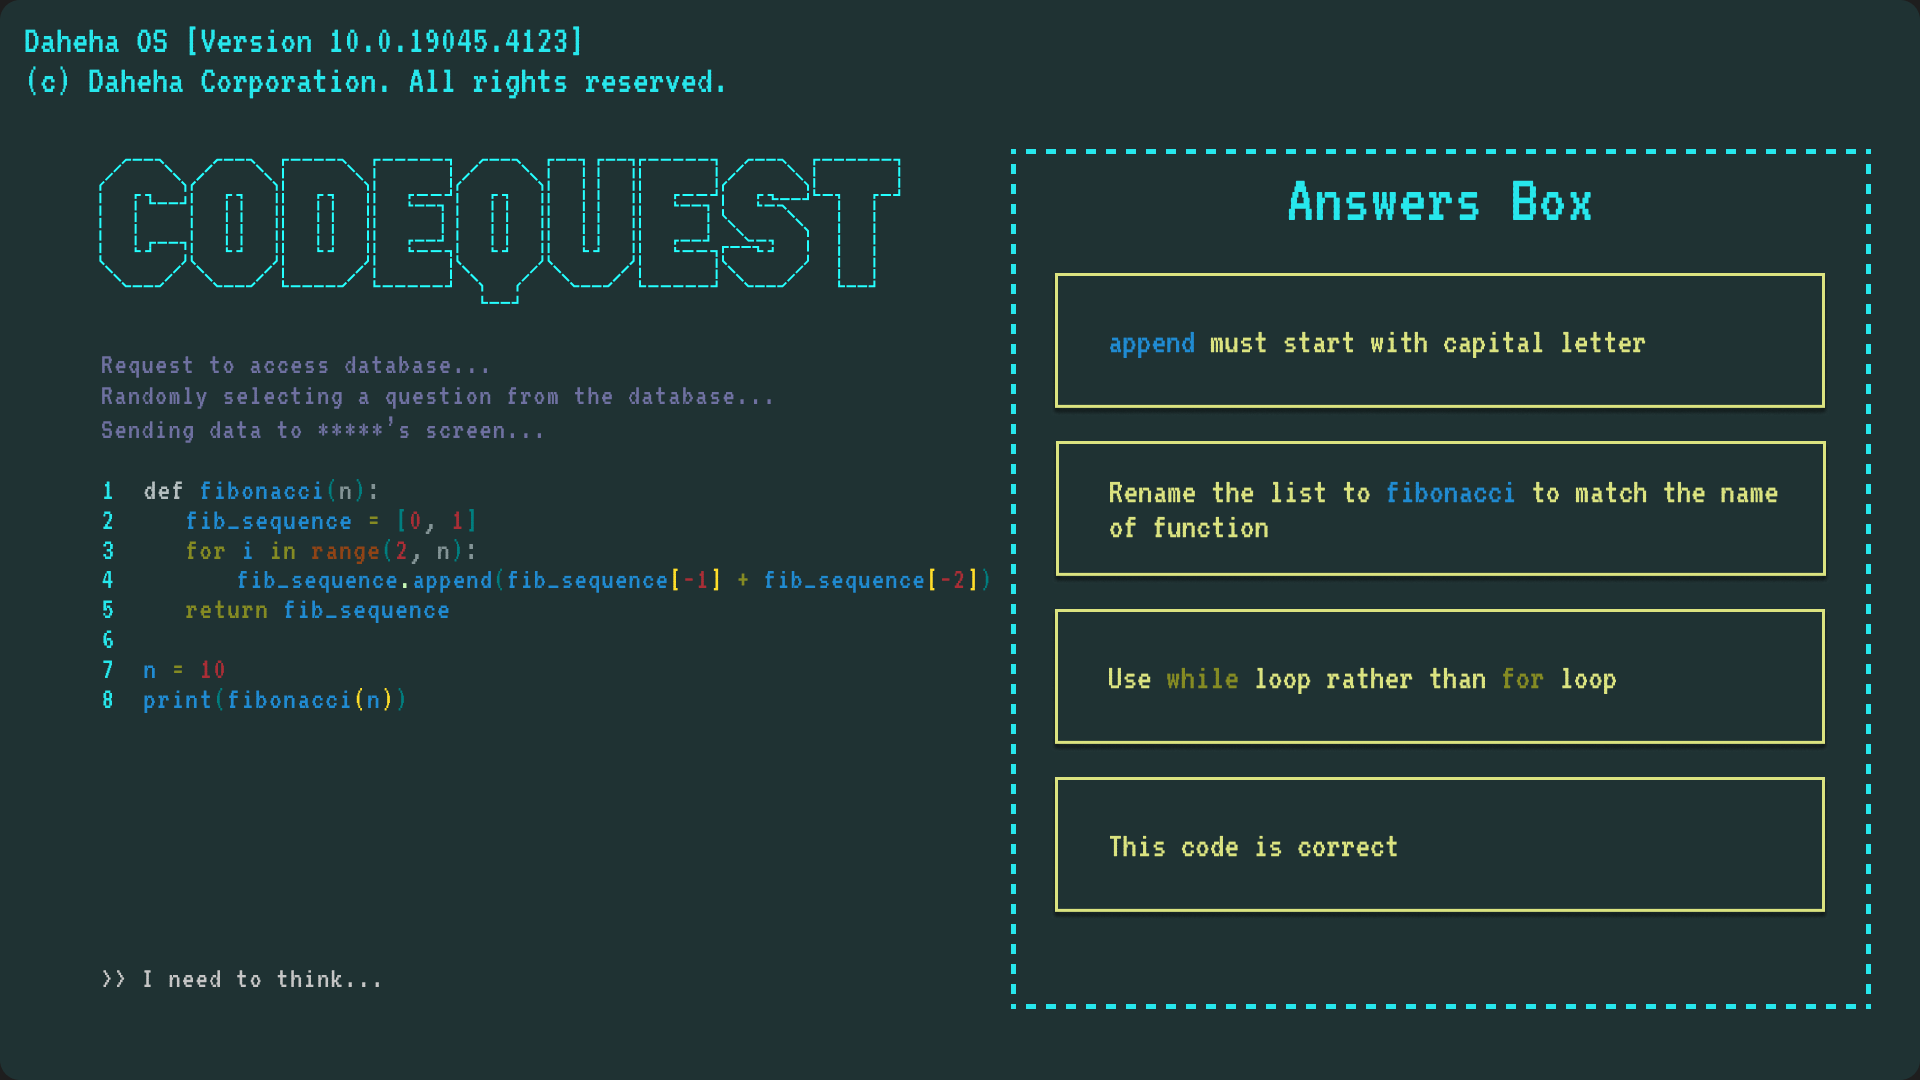 Daheha OS [Version 10.0.19045.4123]
(c) Daheha Corporation. All rights reserved.
CODEQUEST
Request to access database...
Randomly selecting a question from the database...
Sending data to *****'s screen...
1 def fibonacci(n):
2 fib_sequence = [0, 1]
3 for i in range(2, n):
4 fib_sequence.append(fib_sequence[-1] + fib_sequence[-2])
5 return fib_sequence
6
7 n = 10
8 print(fibonacci(n))
>> I need to think...
Answers Box
append must start with capital letter
Rename the list to fibonacci to match the name
of function
Use while loop rather than for loop
This code is correct